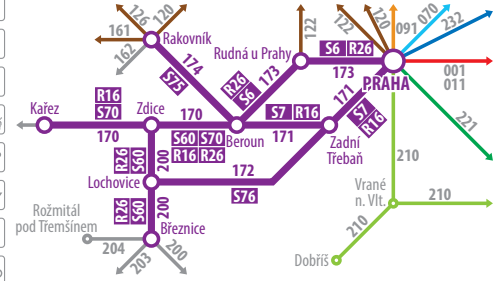 126
120
161
162
Rakovník
174
S75
122
Rudná u Prahy
S6 R26
173
122
120
091
070
232
PRAHA
001
011
221
R26
S6
173
171
S7
R16
Kařez
R16
S70
170
Zdice
170
S60 S70
R16 R26
Beroun
S7 R16
171
Zadní
Třebaň
210
R26
S60
200
Lochovice
172
S76
R26
S60
200
Březnice
Rožmitál
pod Třemšínem
204
203
200
Vrané
n. Vlt.
210
210
Dobříš